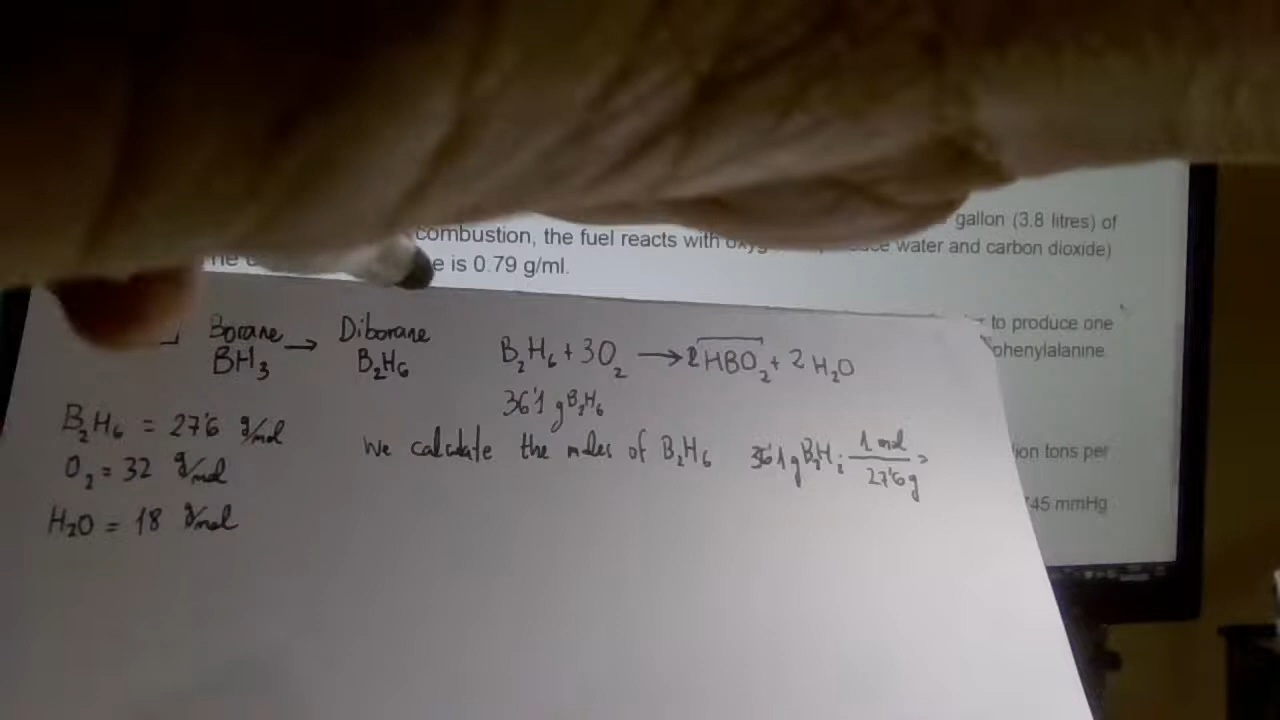 gallon (3.8 litres) of
combustion, the fuel reacts with water and carbon dioxide)
e is 0.79 g/ml.
to produce one
phenylalanine
ion tons per
45 mmHg
Borane → Diborane
BH₃ B₂H₆
B₂H₆ + 3O₂ → 2HBO₂ + 2H₂O
36'1 g B₂H₆
B₂H₆ = 27'6 g/mol
O₂ = 32 g/mol
H₂O = 18 g/mol
We calculate the moles of B₂H₆ 36'1 g B₂H₆ · 1 mol / 27'6 g =